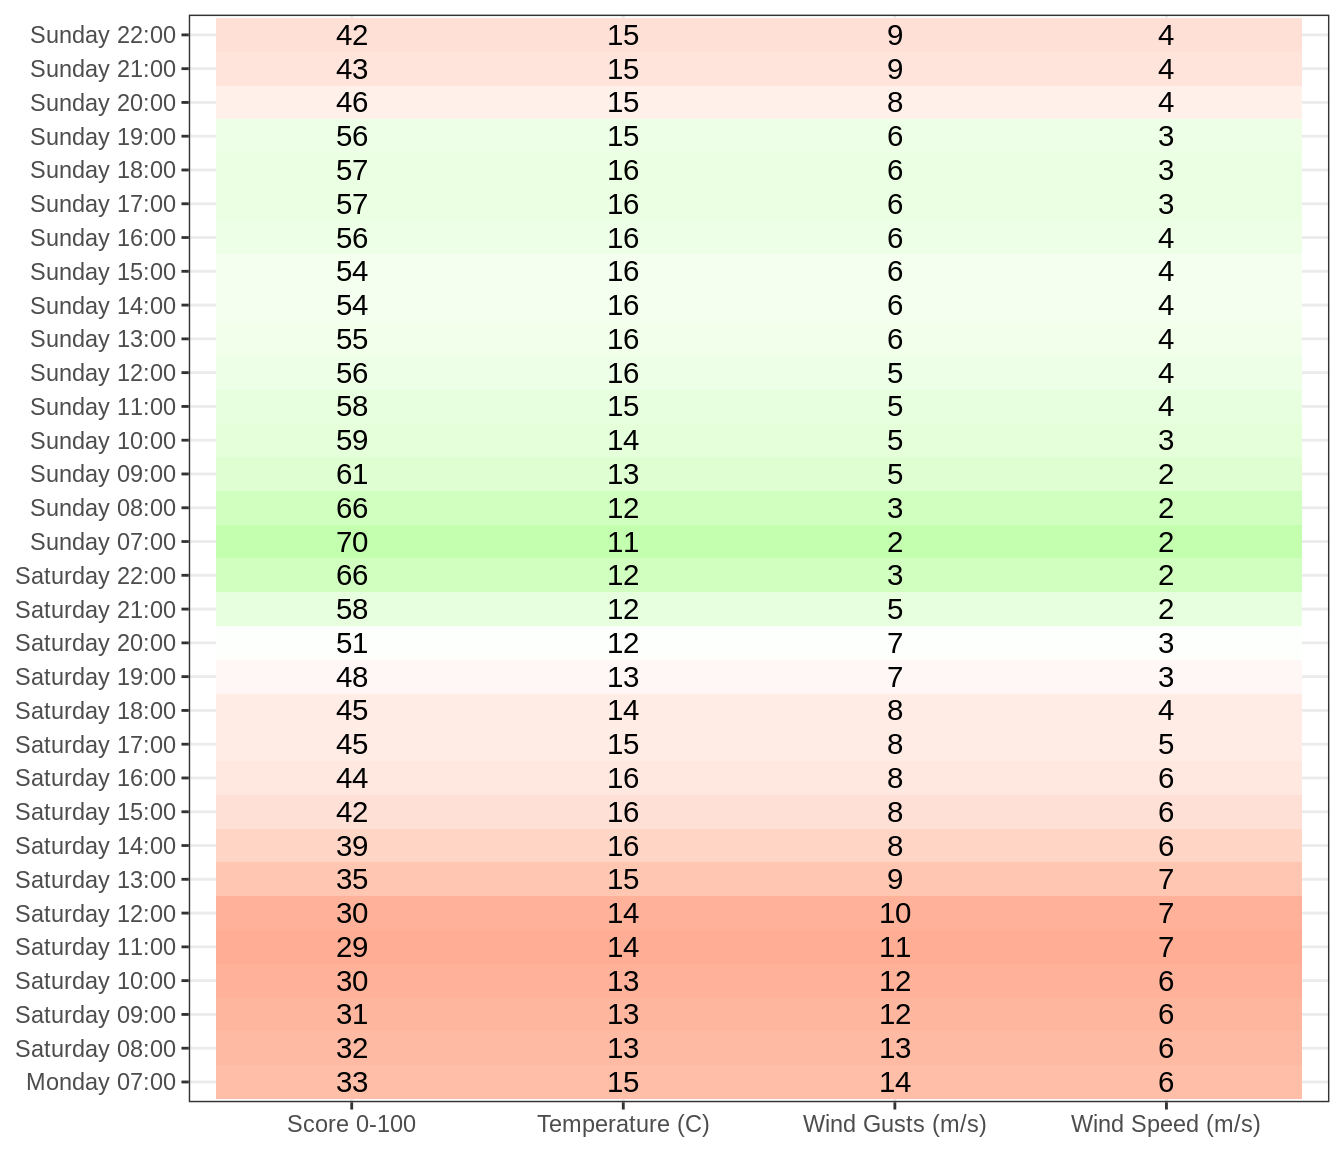 Sunday 22:00 42 15 9 4
Sunday 21:00 43 15 9 4
Sunday 20:00 46 15 8 4
Sunday 19:00 56 15 6 3
Sunday 18:00 57 16 6 3
Sunday 17:00 57 16 6 3
Sunday 16:00 56 16 6 4
Sunday 15:00 54 16 6 4
Sunday 14:00 54 16 6 4
Sunday 13:00 55 16 6 4
Sunday 12:00 56 16 5 4
Sunday 11:00 58 15 5 4
Sunday 10:00 59 14 5 3
Sunday 09:00 61 13 5 2
Sunday 08:00 66 12 3 2
Sunday 07:00 70 11 2 2
Saturday 22:00 66 12 3 2
Saturday 21:00 58 12 5 2
Saturday 20:00 51 12 7 3
Saturday 19:00 48 13 7 3
Saturday 18:00 45 14 8 4
Saturday 17:00 45 15 8 5
Saturday 16:00 44 16 8 6
Saturday 15:00 42 16 8 6
Saturday 14:00 39 16 8 6
Saturday 13:00 35 15 9 7
Saturday 12:00 30 14 10 7
Saturday 11:00 29 14 11 7
Saturday 10:00 30 13 12 6
Saturday 09:00 31 13 12 6
Saturday 08:00 32 13 13 6
Monday 07:00 33 15 14 6
Score 0-100 Temperature (C) Wind Gusts (m/s) Wind Speed (m/s)